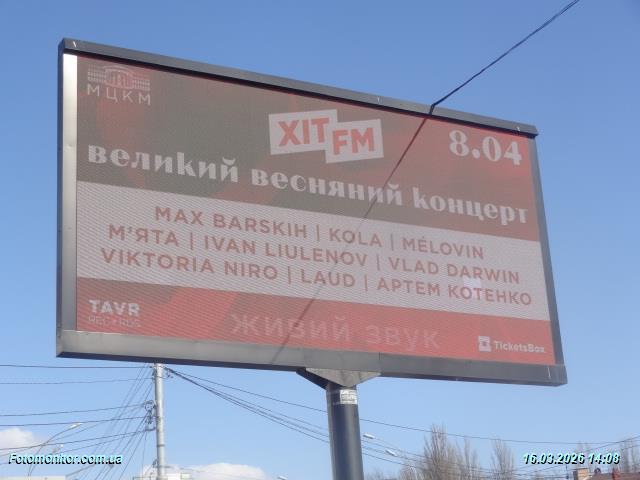 МЦКМ
ХІТ FM
8.04
великий весняний концерт
MAX BARSKIH | KOLA | MÉLOVIN
М'ЯТА | IVAN LIULENOV | VLAD DARWIN
VIKTORIA NIRO | LAUD | АРТЕМ КОТЕНКО
TAVR
RECORDS
живий звук
TicketsBox
Fotomonitor.com.ua
16.03.2026 14:08